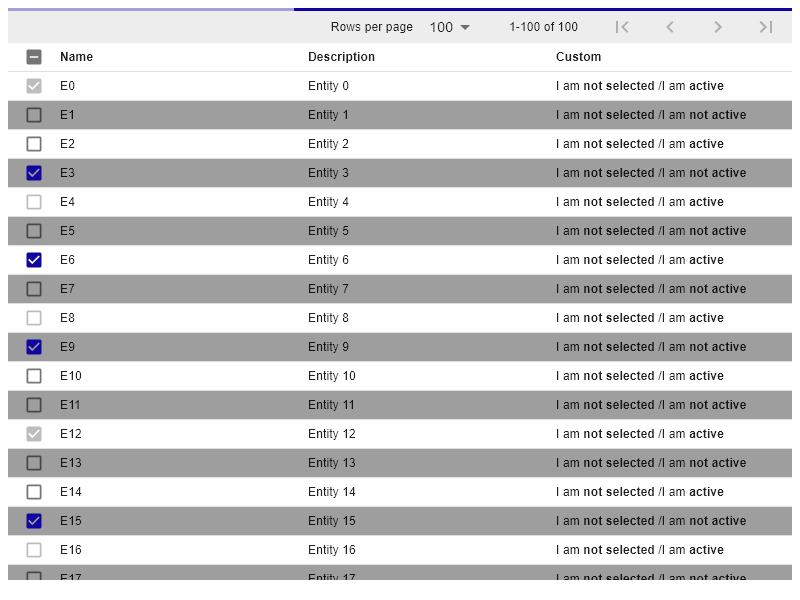 Rows per page 100 1-100 of 100
Name Description Custom
E0 Entity 0 I am not selected /I am active
E1 Entity 1 I am not selected /I am not active
E2 Entity 2 I am not selected /I am active
E3 Entity 3 I am not selected /I am not active
E4 Entity 4 I am not selected /I am active
E5 Entity 5 I am not selected /I am not active
E6 Entity 6 I am not selected /I am active
E7 Entity 7 I am not selected /I am not active
E8 Entity 8 I am not selected /I am active
E9 Entity 9 I am not selected /I am not active
E10 Entity 10 I am not selected /I am active
E11 Entity 11 I am not selected /I am not active
E12 Entity 12 I am not selected /I am active
E13 Entity 13 I am not selected /I am not active
E14 Entity 14 I am not selected /I am active
E15 Entity 15 I am not selected /I am not active
E16 Entity 16 I am not selected /I am active
E17 Entity 17 I am not selected /I am not active